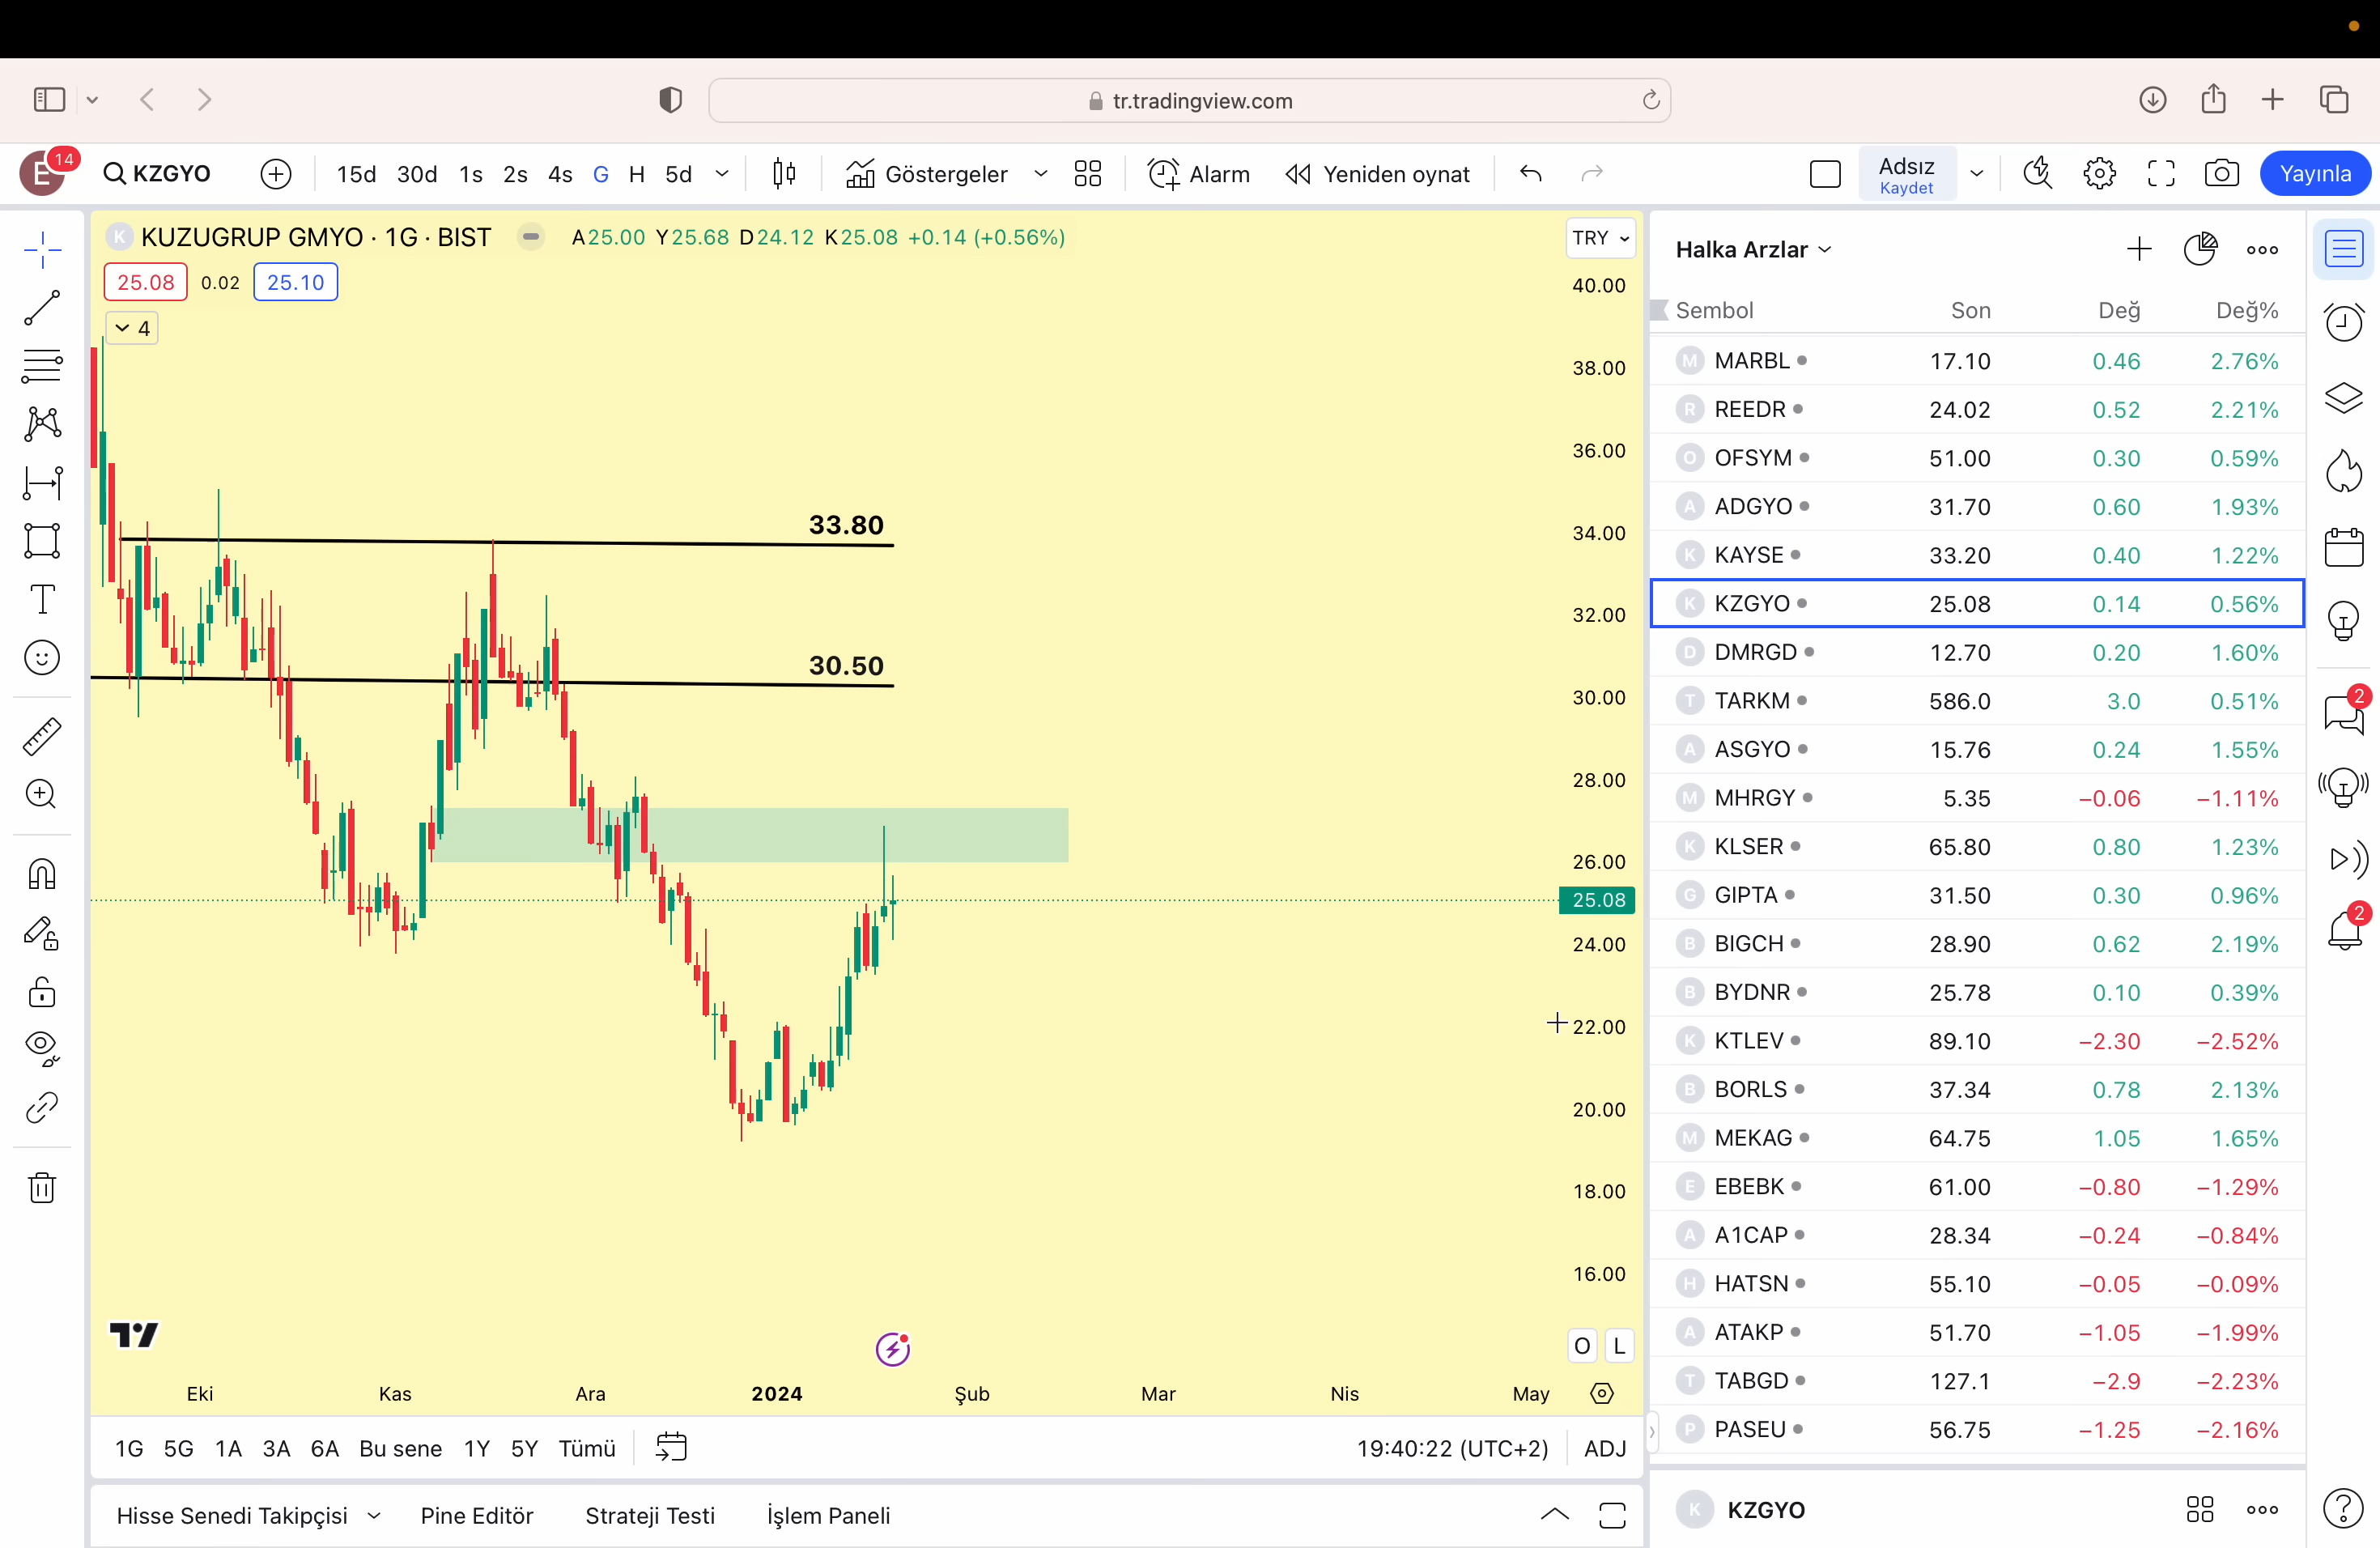 tr.tradingview.com
E 14 KZGYO 15d 30d 1s 2s 4s G H 5d Göstergeler Alarm Yeniden oynat Adsız Kaydet Yayınla
K KUZUGRUP GMYO · 1G · BIST A25.00 Y25.68 D24.12 K25.08 +0.14 (+0.56%) TRY
25.08 0.02 25.10
4
40.00
38.00
36.00
34.00
32.00
30.00
28.00
26.00
25.08
24.00
22.00
20.00
18.00
16.00
33.80
30.50
O L
Eki Kas Ara 2024 Şub Mar Nis May
1G 5G 1A 3A 6A Bu sene 1Y 5Y Tümü 19:40:22 (UTC+2) ADJ
Hisse Senedi Takipçisi Pine Editör Strateji Testi İşlem Paneli
Halka Arzlar
Sembol Son Değ Değ%
M MARBL 17.10 0.46 2.76%
R REEDR 24.02 0.52 2.21%
O OFSYM 51.00 0.30 0.59%
A ADGYO 31.70 0.60 1.93%
K KAYSE 33.20 0.40 1.22%
K KZGYO 25.08 0.14 0.56%
D DMRGD 12.70 0.20 1.60%
T TARKM 586.0 3.0 0.51%
A ASGYO 15.76 0.24 1.55%
M MHRGY 5.35 −0.06 −1.11%
K KLSER 65.80 0.80 1.23%
G GIPTA 31.50 0.30 0.96%
B BIGCH 28.90 0.62 2.19%
B BYDNR 25.78 0.10 0.39%
K KTLEV 89.10 −2.30 −2.52%
B BORLS 37.34 0.78 2.13%
M MEKAG 64.75 1.05 1.65%
E EBEBK 61.00 −0.80 −1.29%
A A1CAP 28.34 −0.24 −0.84%
H HATSN 55.10 −0.05 −0.09%
A ATAKP 51.70 −1.05 −1.99%
T TABGD 127.1 −2.9 −2.23%
P PASEU 56.75 −1.25 −2.16%
K KZGYO
2
2